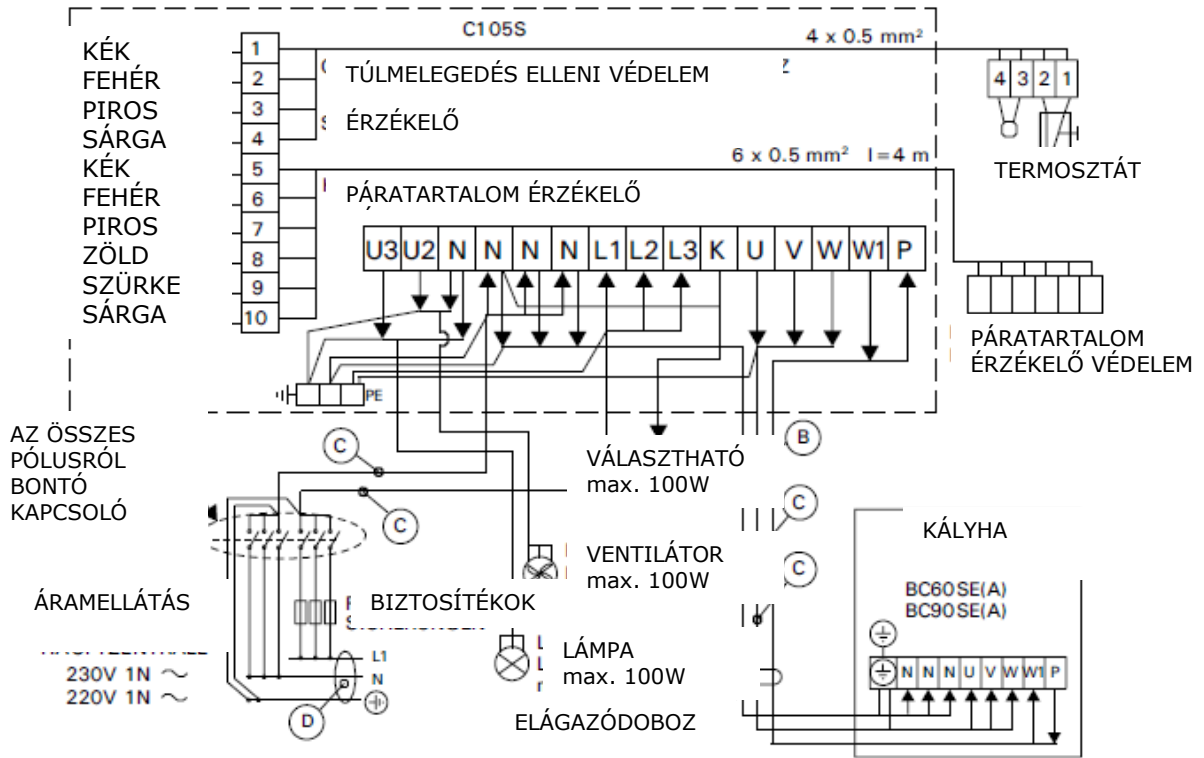 C105S
4 x 0.5 mm²
KÉK
FEHÉR
PIROS
SÁRGA
KÉK
FEHÉR
PIROS
ZÖLD
SZÜRKE
SÁRGA
1
2
3
4
5
6
7
8
9
10
TÚLMELEGEDÉS ELLENI VÉDELEM
ÉRZÉKELŐ
4 3 2 1
TERMOSZTÁT
6 x 0.5 mm² l=4 m
PÁRATARTALOM ÉRZÉKELŐ
U3 U2 N N N N L1 L2 L3 K U V W W1 P
PÁRATARTALOM
ÉRZÉKELŐ VÉDELEM
PE
AZ ÖSSZES
PÓLUSRÓL
BONTÓ
KAPCSOLÓ
C
C
B
VÁLASZTHATÓ
max. 100W
C
VENTILÁTOR
max. 100W
C
KÁLYHA
BC60SE(A)
BC90SE(A)
ÁRAMELLÁTÁS
BIZTOSÍTÉKOK
LÁMPA
max. 100W
L1
N
230V 1N ~
220V 1N ~
D
N N N U V W W1 P
ELÁGAZÓDOBOZ